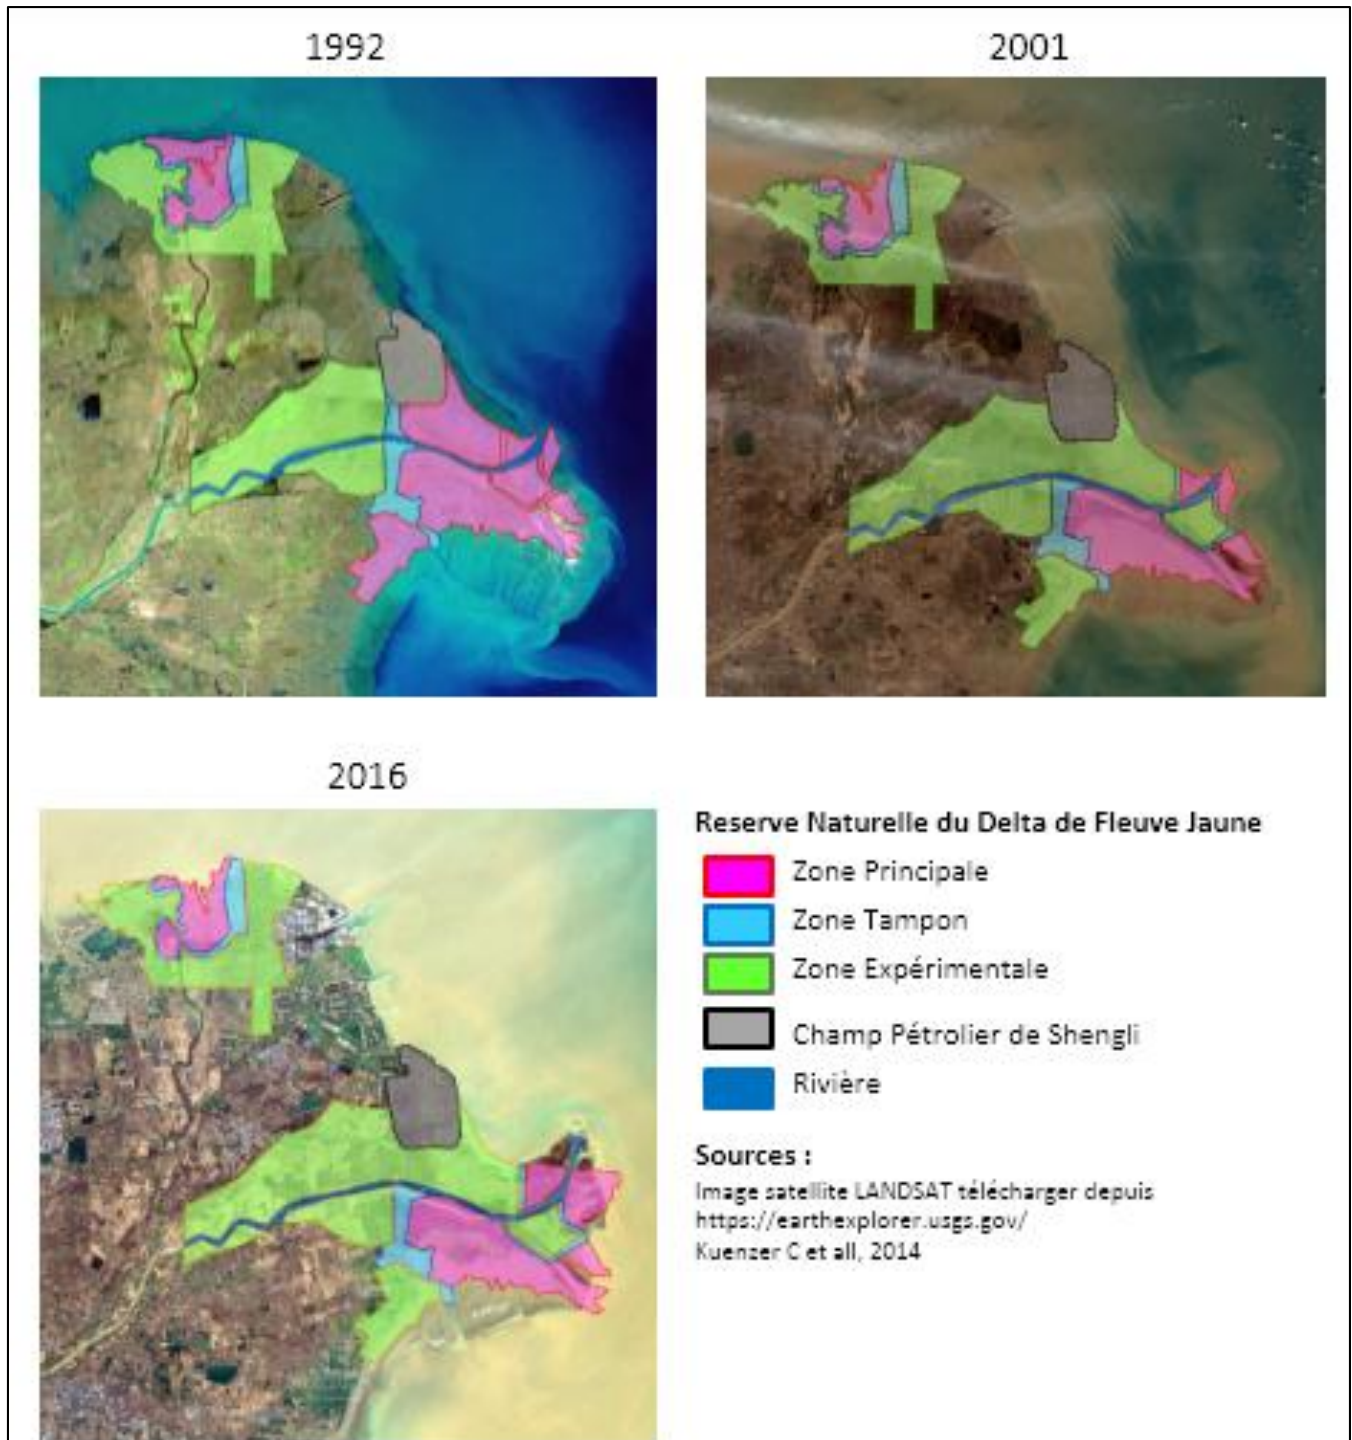 1992
2001
2016
Reserve Naturelle du Delta de Fleuve Jaune
Zone Principale
Zone Tampon
Zone Expérimentale
Champ Pétrolier de Shengli
Rivière
Sources :
Image satellite LANDSAT télécharger depuis
https://earthexplorer.usgs.gov/
Kuenzer C et all, 2014